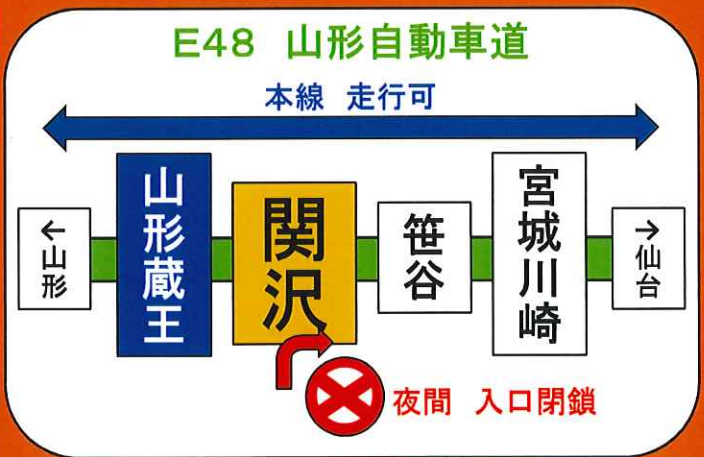 E48 山形自動車道
本線 走行可
←山形
山形蔵王
関沢
笹谷
宮城川崎
→仙台
夜間 入口閉鎖